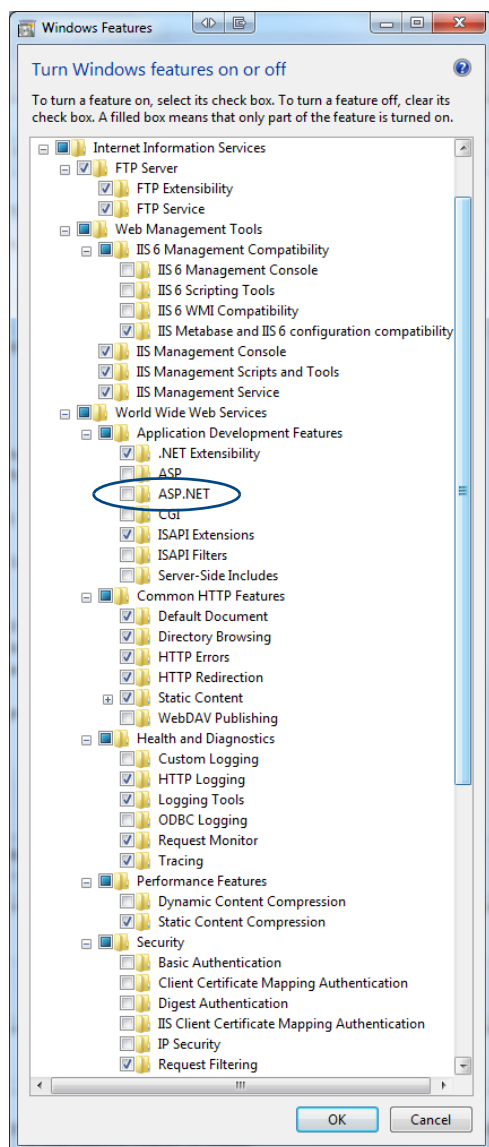 Windows Features
Turn Windows features on or off
To turn a feature on, select its check box. To turn a feature off, clear its
check box. A filled box means that only part of the feature is turned on.
Internet Information Services
FTP Server
FTP Extensibility
FTP Service
Web Management Tools
IIS 6 Management Compatibility
IIS 6 Management Console
IIS 6 Scripting Tools
IIS 6 WMI Compatibility
IIS Metabase and IIS 6 configuration compatibility
IIS Management Console
IIS Management Scripts and Tools
IIS Management Service
World Wide Web Services
Application Development Features
.NET Extensibility
ASP
ASP.NET
CGI
ISAPI Extensions
ISAPI Filters
Server-Side Includes
Common HTTP Features
Default Document
Directory Browsing
HTTP Errors
HTTP Redirection
Static Content
WebDAV Publishing
Health and Diagnostics
Custom Logging
HTTP Logging
Logging Tools
ODBC Logging
Request Monitor
Tracing
Performance Features
Dynamic Content Compression
Static Content Compression
Security
Basic Authentication
Client Certificate Mapping Authentication
Digest Authentication
IIS Client Certificate Mapping Authentication
IP Security
Request Filtering
OK Cancel